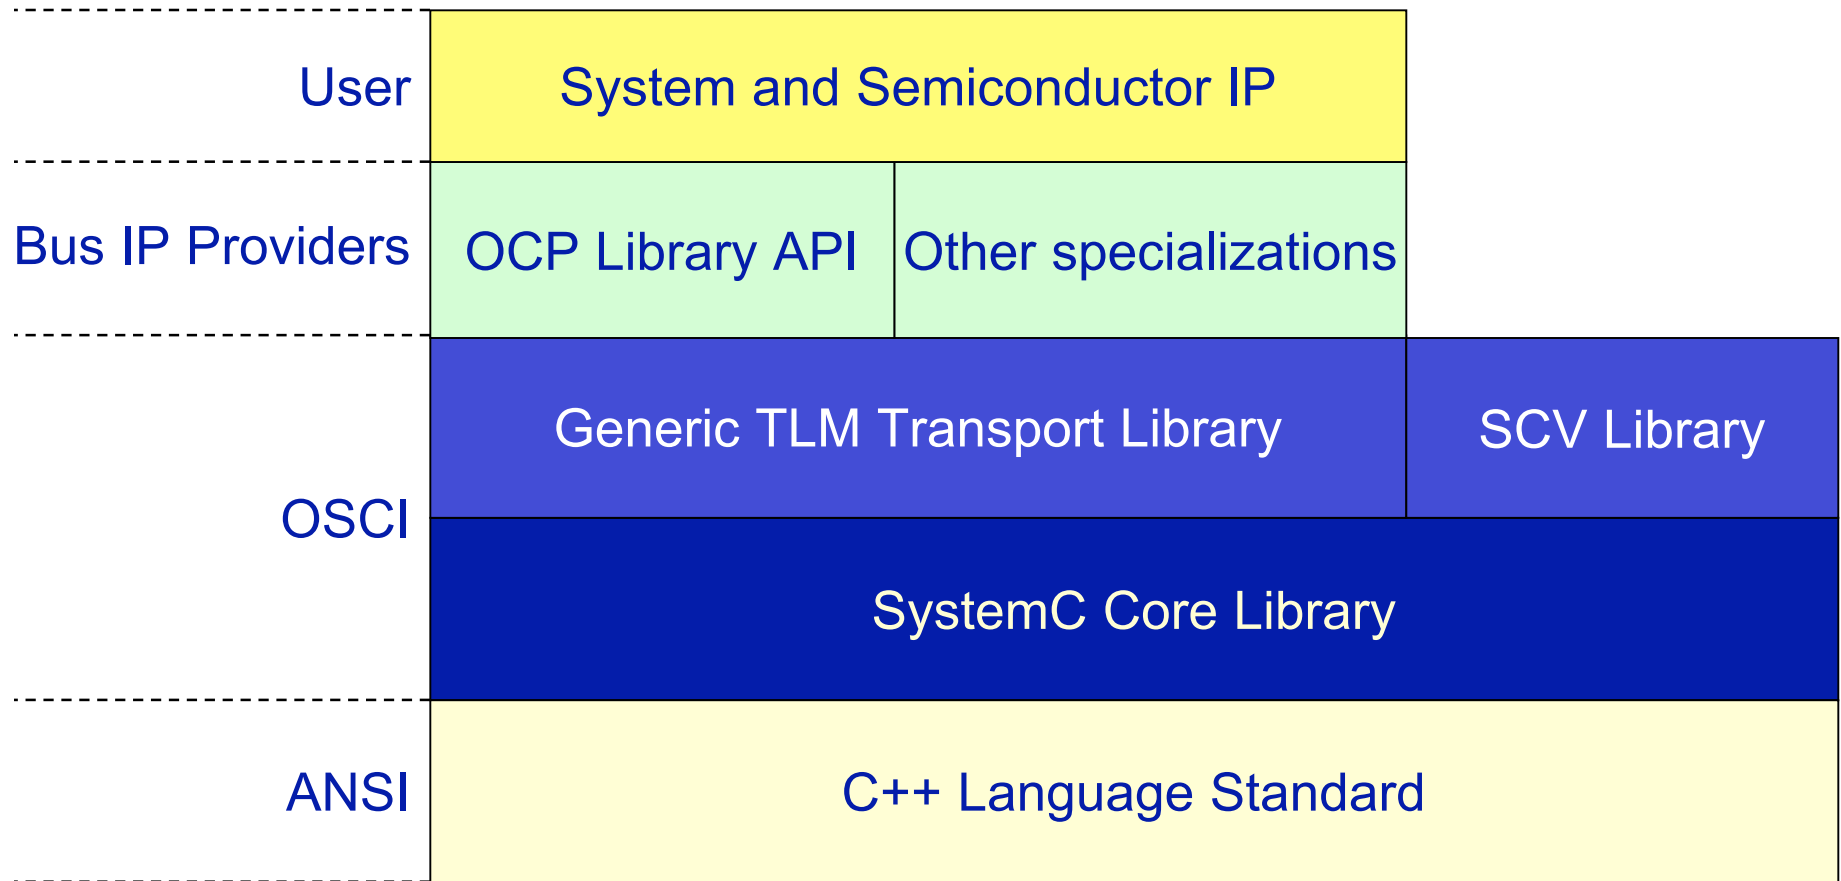 User
System and Semiconductor IP
Bus IP Providers
OCP Library API
Other specializations
Generic TLM Transport Library
SCV Library
OSCI
SystemC Core Library
ANSI
C++ Language Standard